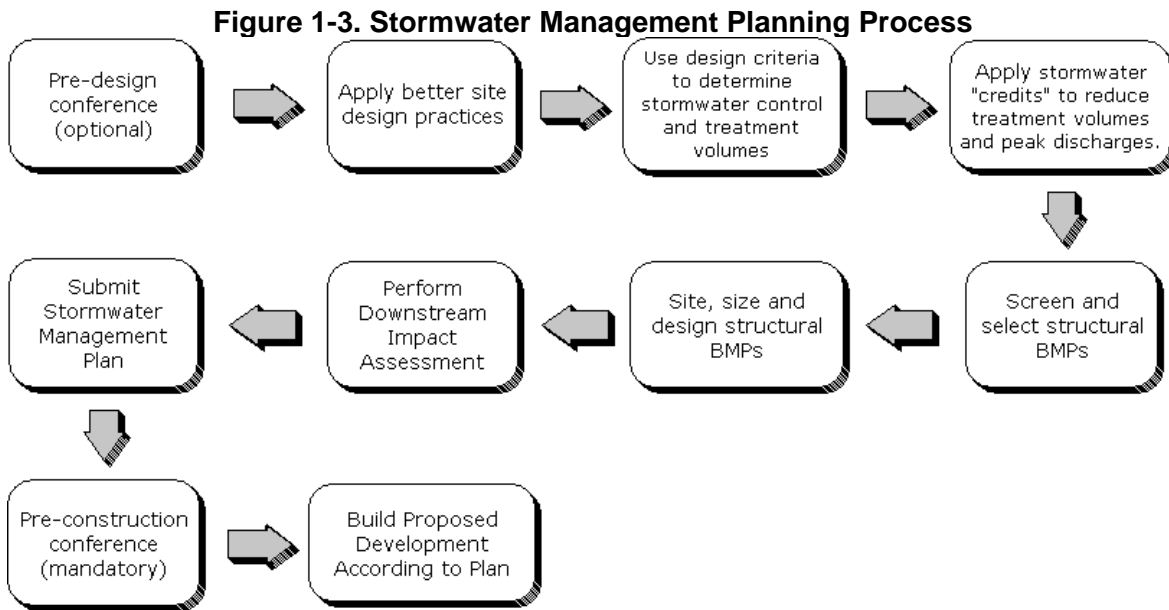 Figure 1-3. Stormwater Management Planning Process
Pre-design
conference
(optional)
Apply better site
design practices
Use design criteria
to determine
stormwater control
and treatment
volumes
Apply stormwater
"credits" to reduce
treatment volumes
and peak discharges.
Screen and
select structural
BMPs
Site, size and
design structural
BMPs
Perform
Downstream
Impact
Assessment
Submit
Stormwater
Management
Plan
Pre-construction
conference
(mandatory)
Build Proposed
Development
According to Plan